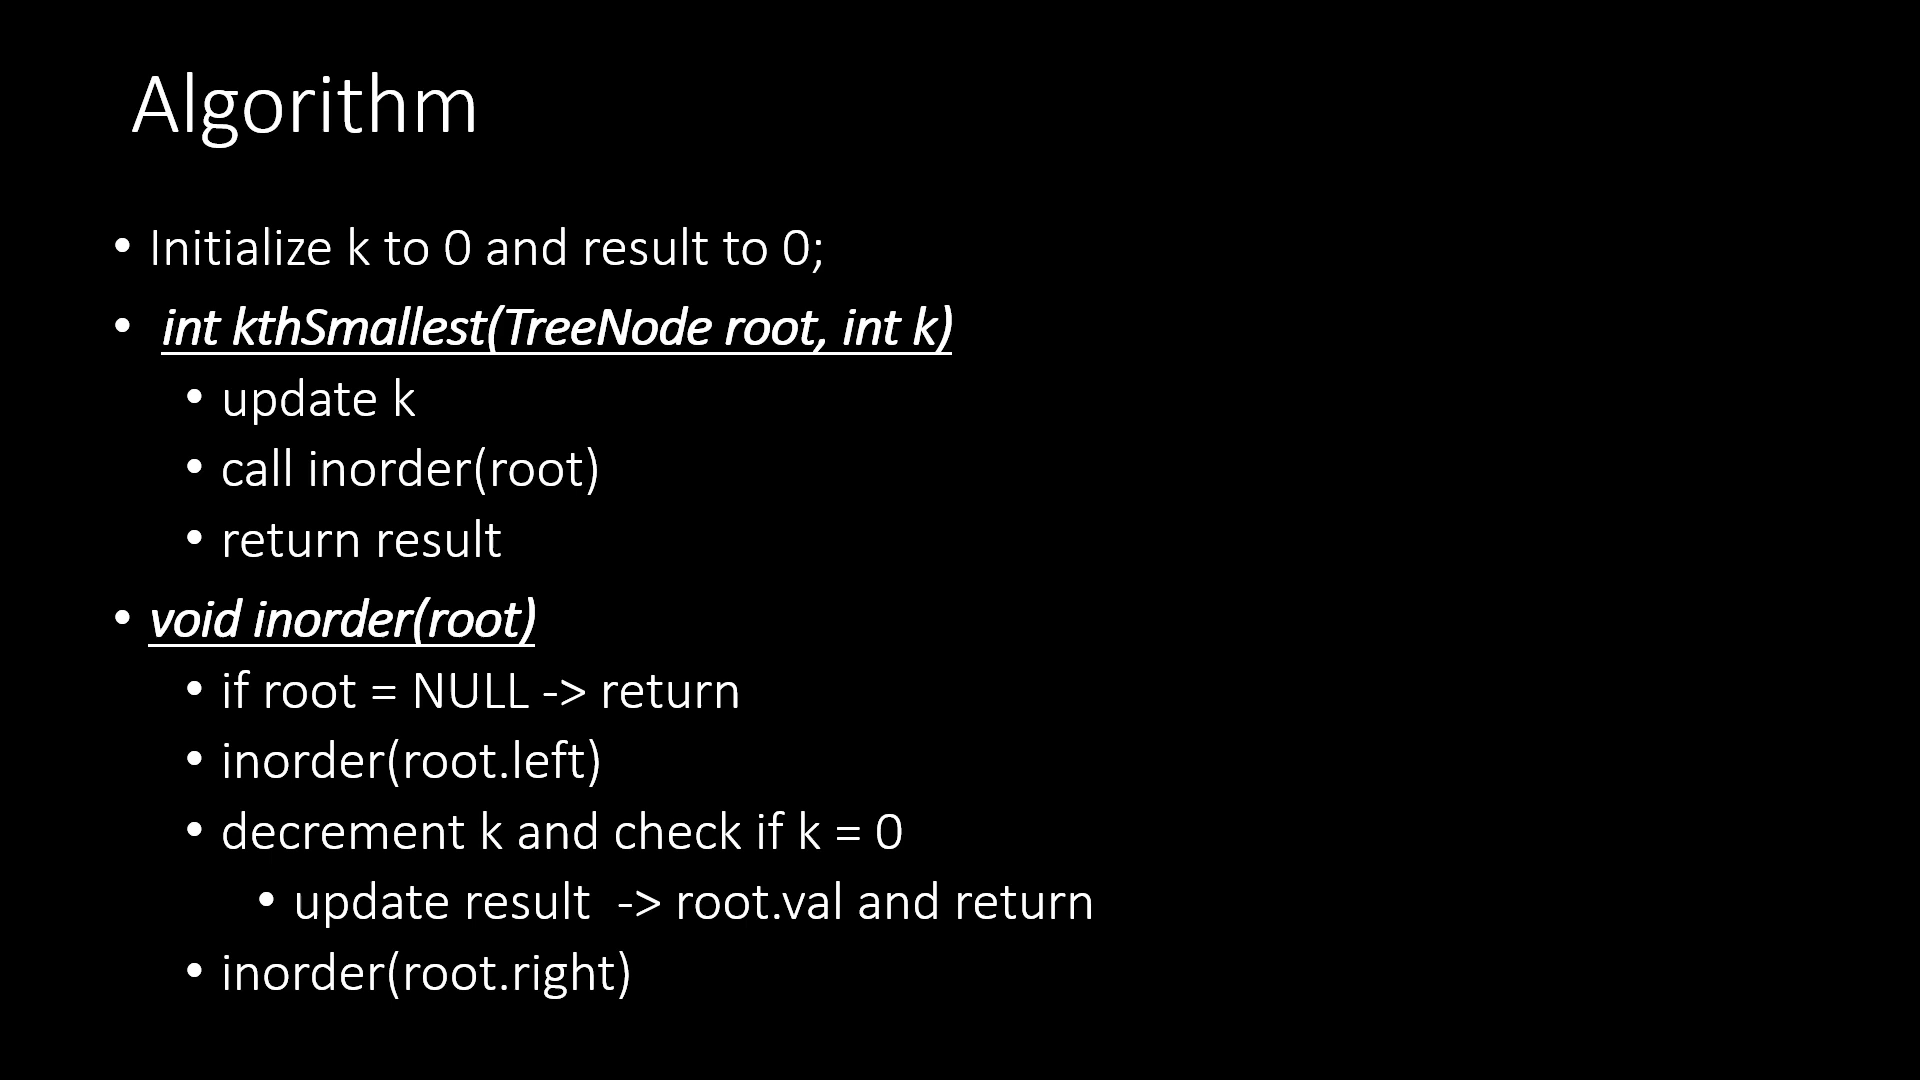 Algorithm
• Initialize k to 0 and result to 0;
• int kthSmallest(TreeNode root, int k)
• update k
• call inorder(root)
• return result
• void inorder(root)
• if root = NULL -> return
• inorder(root.left)
• decrement k and check if k = 0
• update result -> root.val and return
• inorder(root.right)